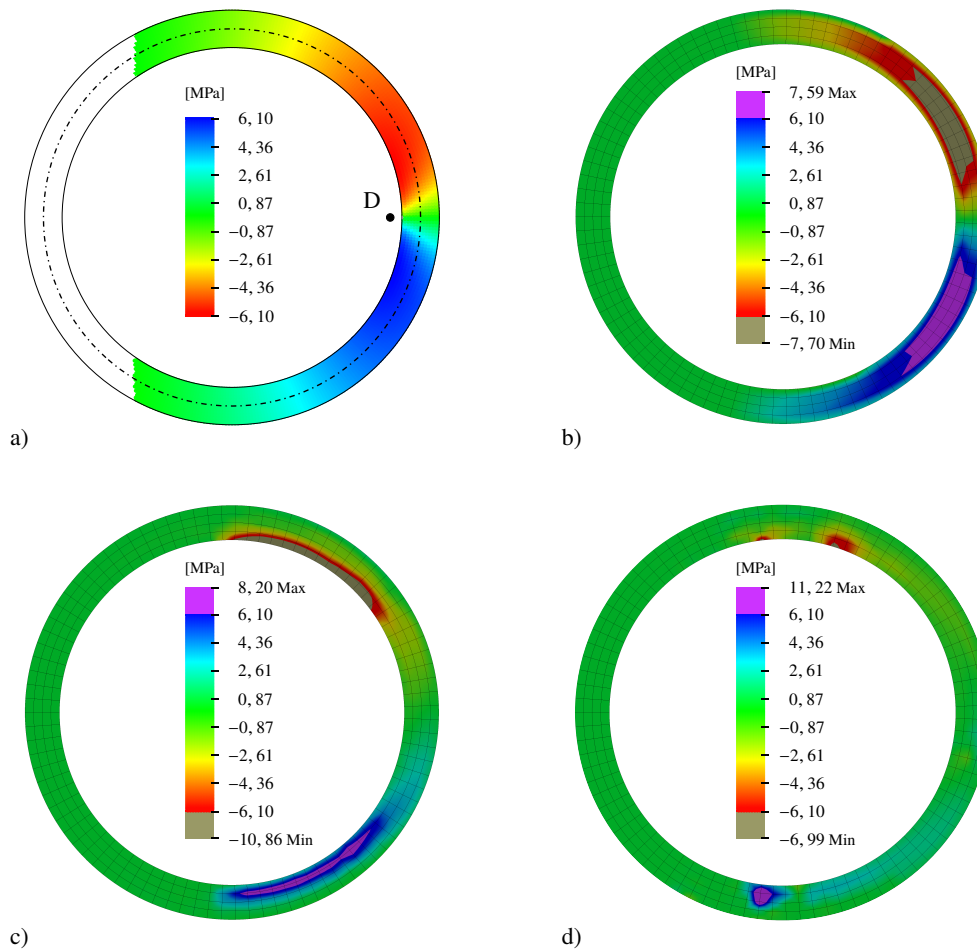 [MPa]
6, 10
4, 36
2, 61
0, 87
−0, 87
−2, 61
−4, 36
−6, 10
D
a)
[MPa]
7, 59 Max
6, 10
4, 36
2, 61
0, 87
−0, 87
−2, 61
−4, 36
−6, 10
−7, 70 Min
b)
[MPa]
8, 20 Max
6, 10
4, 36
2, 61
0, 87
−0, 87
−2, 61
−4, 36
−6, 10
−10, 86 Min
c)
[MPa]
11, 22 Max
6, 10
4, 36
2, 61
0, 87
−0, 87
−2, 61
−4, 36
−6, 10
−6, 99 Min
d)